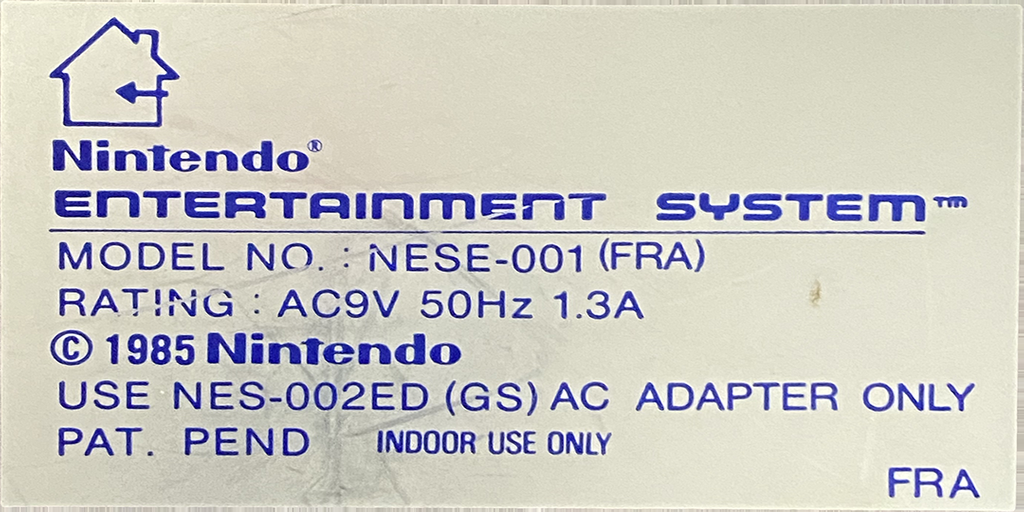 Nintendo®
ENTERTAINMENT SYSTEM™
MODEL NO. : NESE-001 (FRA)
RATING : AC9V 50Hz 1.3A
© 1985 Nintendo
USE NES-002ED (GS) AC ADAPTER ONLY
PAT. PEND INDOOR USE ONLY
FRA